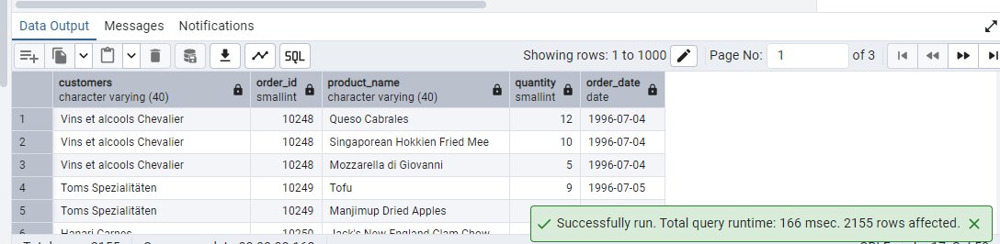 Data Output Messages Notifications
SQL Showing rows: 1 to 1000 Page No: 1 of 3
customers order_id product_name quantity order_date
character varying (40) smallint character varying (40) smallint date
1 Vins et alcools Chevalier 10248 Queso Cabrales 12 1996-07-04
2 Vins et alcools Chevalier 10248 Singaporean Hokkien Fried Mee 10 1996-07-04
3 Vins et alcools Chevalier 10248 Mozzarella di Giovanni 5 1996-07-04
4 Toms Spezialitäten 10249 Tofu 9 1996-07-05
5 Toms Spezialitäten 10249 Manjimup Dried Apples
Successfully run. Total query runtime: 166 msec. 2155 rows affected.
6 Hanari Carnes 10250 Jack's New England Clam Chow